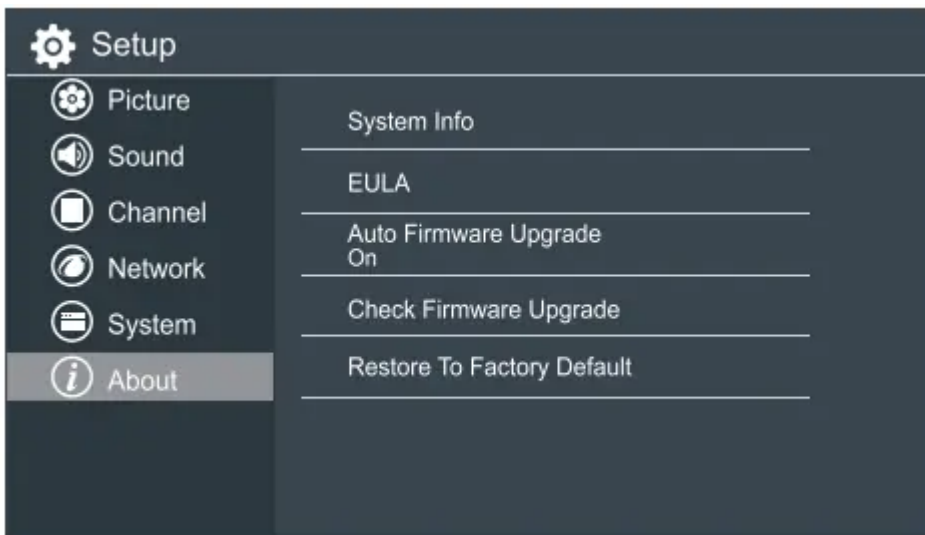 Setup
Picture
Sound
Channel
Network
System
About
System Info
EULA
Auto Firmware Upgrade
On
Check Firmware Upgrade
Restore To Factory Default